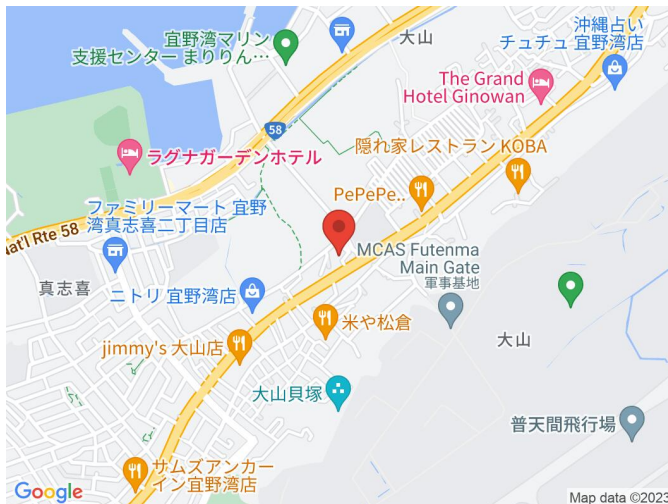 宜野湾マリン
支援センター まりりん…
大山
沖縄占い
チュチュ 宜野湾店
The Grand
Hotel Ginowan
58
ラグナガーデンホテル
隠れ家レストラン KOBA
PePePe..
ファミリーマート 宜野
湾真志喜二丁目店
Nat'l Rte 58
MCAS Futenma
Main Gate
軍事基地
真志喜
ニトリ 宜野湾店
米や松倉
大山
jimmy's 大山店
大山貝塚
普天間飛行場
サムズアンカー
イン宜野湾店
Google
Map data ©202